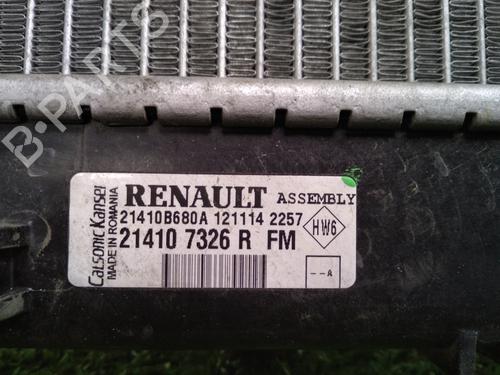 B-PARTS
RENAULT ASSEMBLY
21410B680A 121114 2257
21410 7326 R FM
HW6
--A
Calsonic Kansei
MADE IN ROMANIA